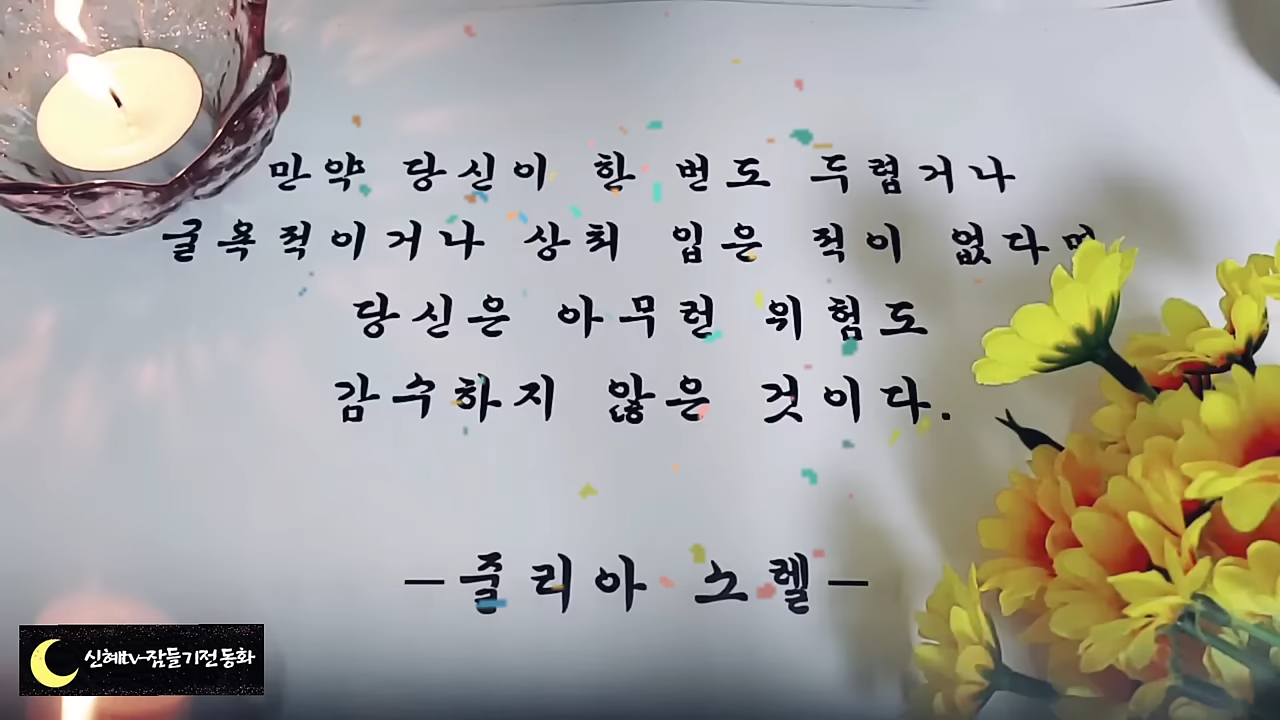 만약 당신이 한 번도 두렵거나
굴욕적이거나 상처 입은 적이 없다면
당신은 아무런 위험도
감수하지 않은 것이다.
-줄리아 소렐-
신혜tv-잠들기전동화